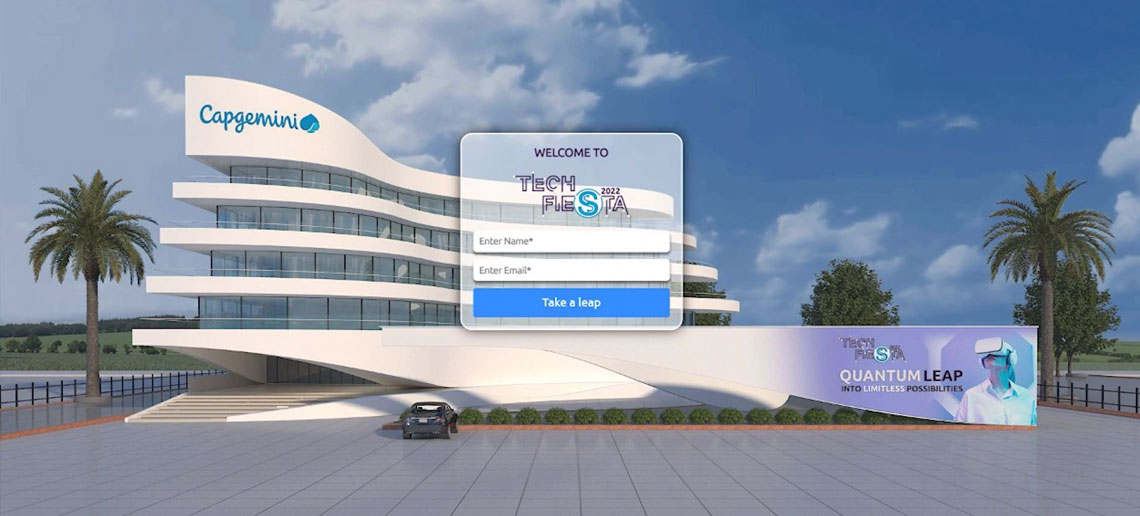 Capgemini
WELCOME TO
TECH 2022
FIESTA
Enter Name*
Enter Email*
Take a leap
TECH
FIESTA
QUANTUM LEAP
INTO LIMITLESS POSSIBILITIES